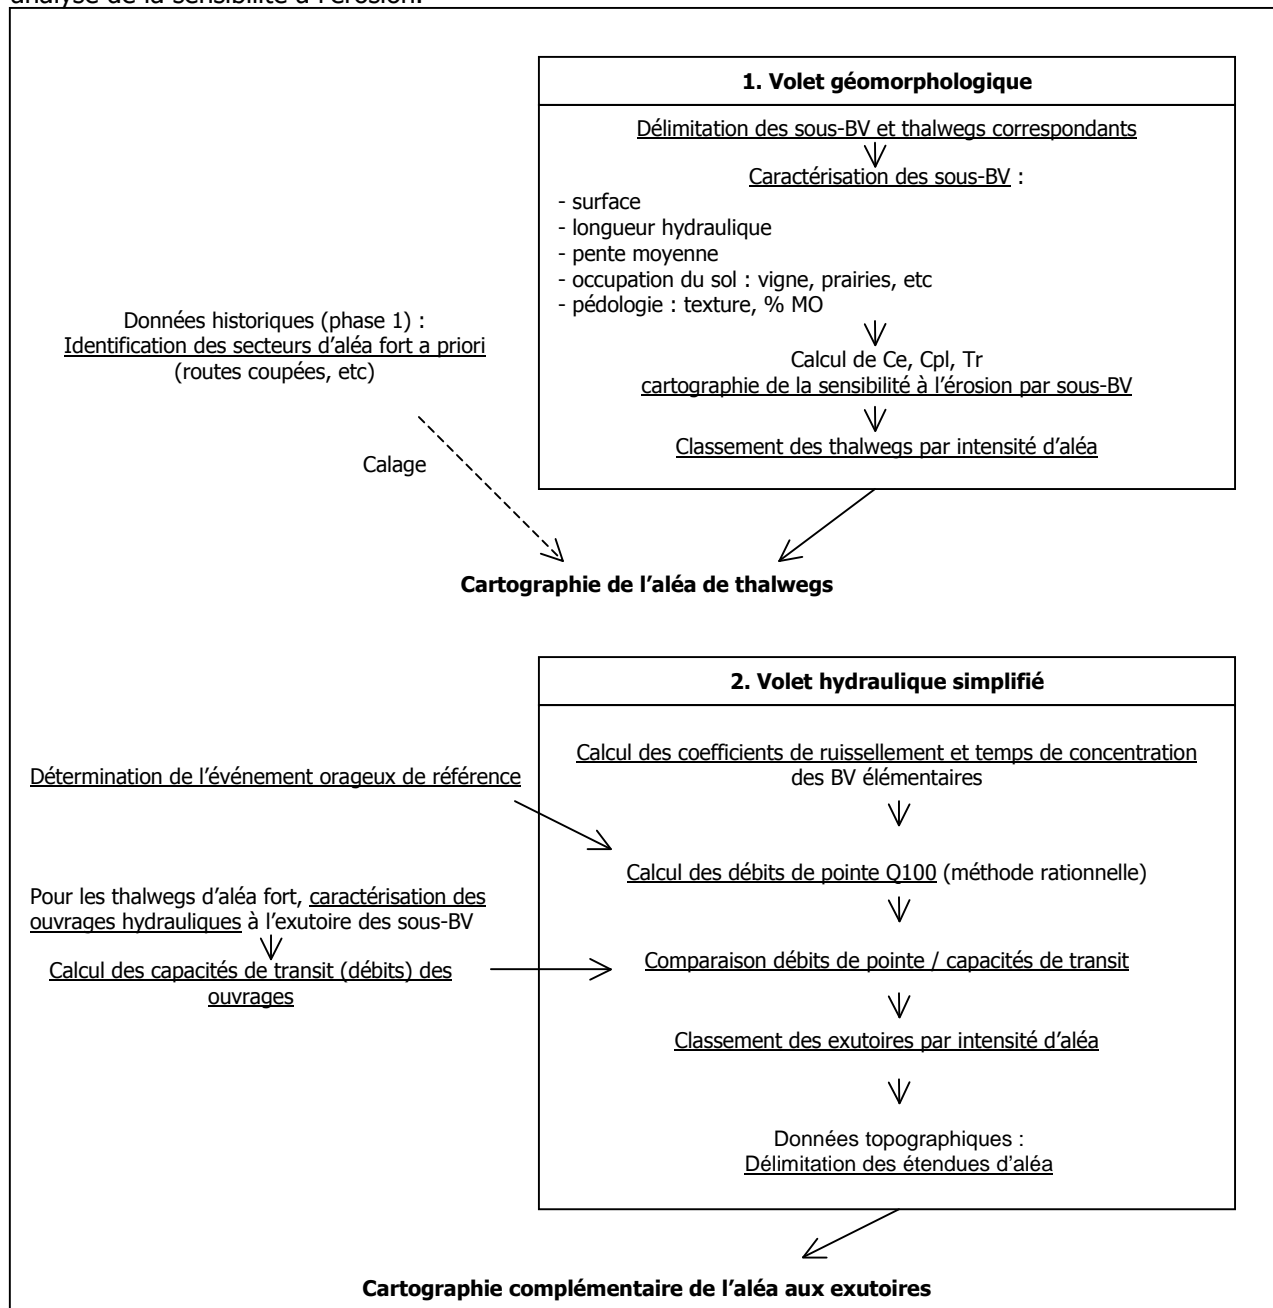 analyse de la sensibilité à l'érosion.
1. Volet géomorphologique
Délimitation des sous-BV et thalwegs correspondants
Caractérisation des sous-BV :
- surface
- longueur hydraulique
- pente moyenne
- occupation du sol : vigne, prairies, etc
- pédologie : texture, % MO
Calcul de Ce, Cpl, Tr
cartographie de la sensibilité à l’érosion par sous-BV
Classement des thalwegs par intensité d’aléa
Données historiques (phase 1) :
Identification des secteurs d’aléa fort a priori
(routes coupées, etc)
Calage
Cartographie de l’aléa de thalwegs
2. Volet hydraulique simplifié
Calcul des coefficients de ruissellement et temps de concentration
des BV élémentaires
Détermination de l’événement orageux de référence
Calcul des débits de pointe Q100 (méthode rationnelle)
Pour les thalwegs d’aléa fort, caractérisation des
ouvrages hydrauliques à l’exutoire des sous-BV
Calcul des capacités de transit (débits) des
ouvrages
Comparaison débits de pointe / capacités de transit
Classement des exutoires par intensité d’aléa
Données topographiques :
Délimitation des étendues d’aléa
Cartographie complémentaire de l’aléa aux exutoires